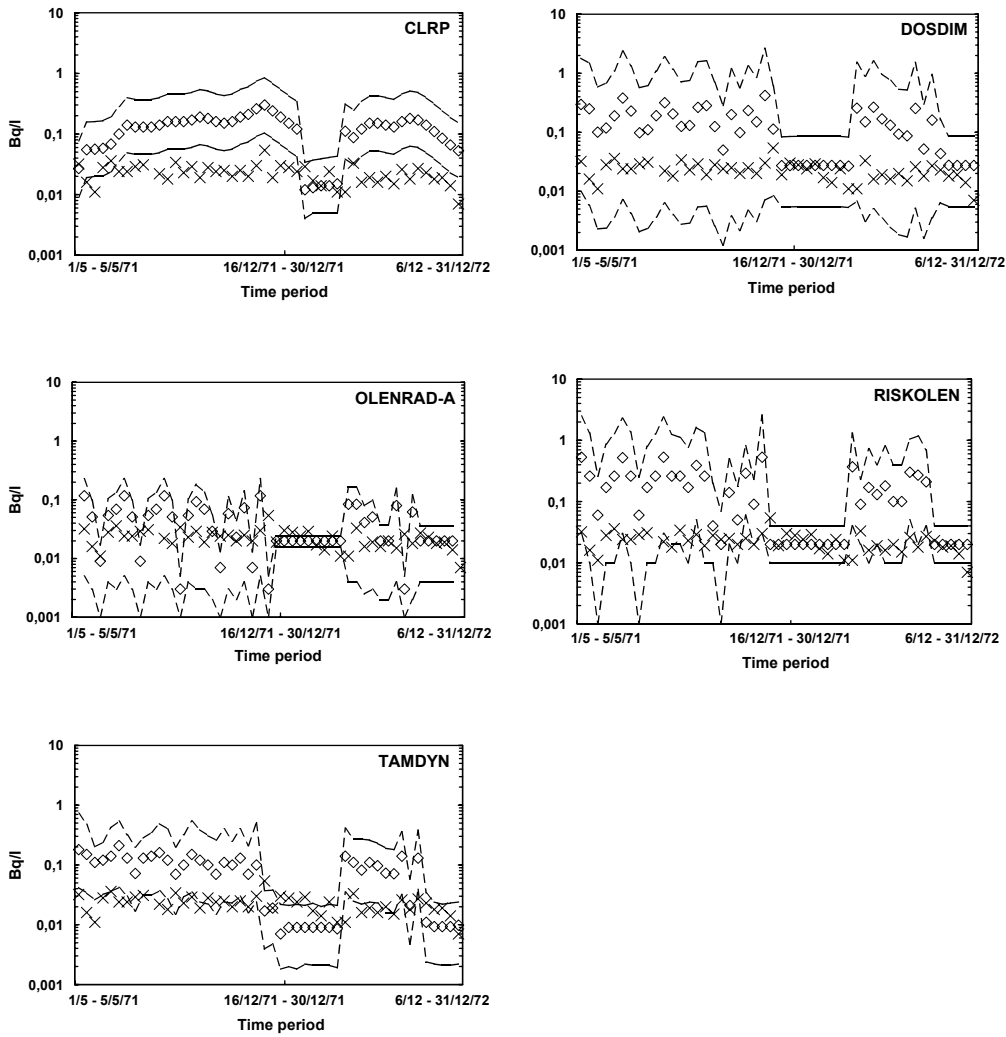 CLRP
10
1
0,1
0,01
0,001
Bq/l
1/5 - 5/5/71
16/12/71 - 30/12/71
6/12 - 31/12/72
Time period
DOSDIM
10
1
0,1
0,01
0,001
1/5 -5/5/71
16/12/71 - 30/12/71
6/12 - 31/12/72
Time period
OLENRAD-A
10
1
0,1
0,01
0,001
Bq/l
1/5 - 5/5/71
16/12/71 - 30/12/71
6/12 - 31/12/72
Time period
RISKOLEN
10
1
0,1
0,01
0,001
1/5 - 5/5/71
16/12/71 - 30/12/71
6/12 - 31/12/72
Time period
TAMDYN
10
1
0,1
0,01
0,001
Bq/l
1/5 - 5/5/71
16/12/71 - 30/12/71
6/12 - 31/12/72
Time period